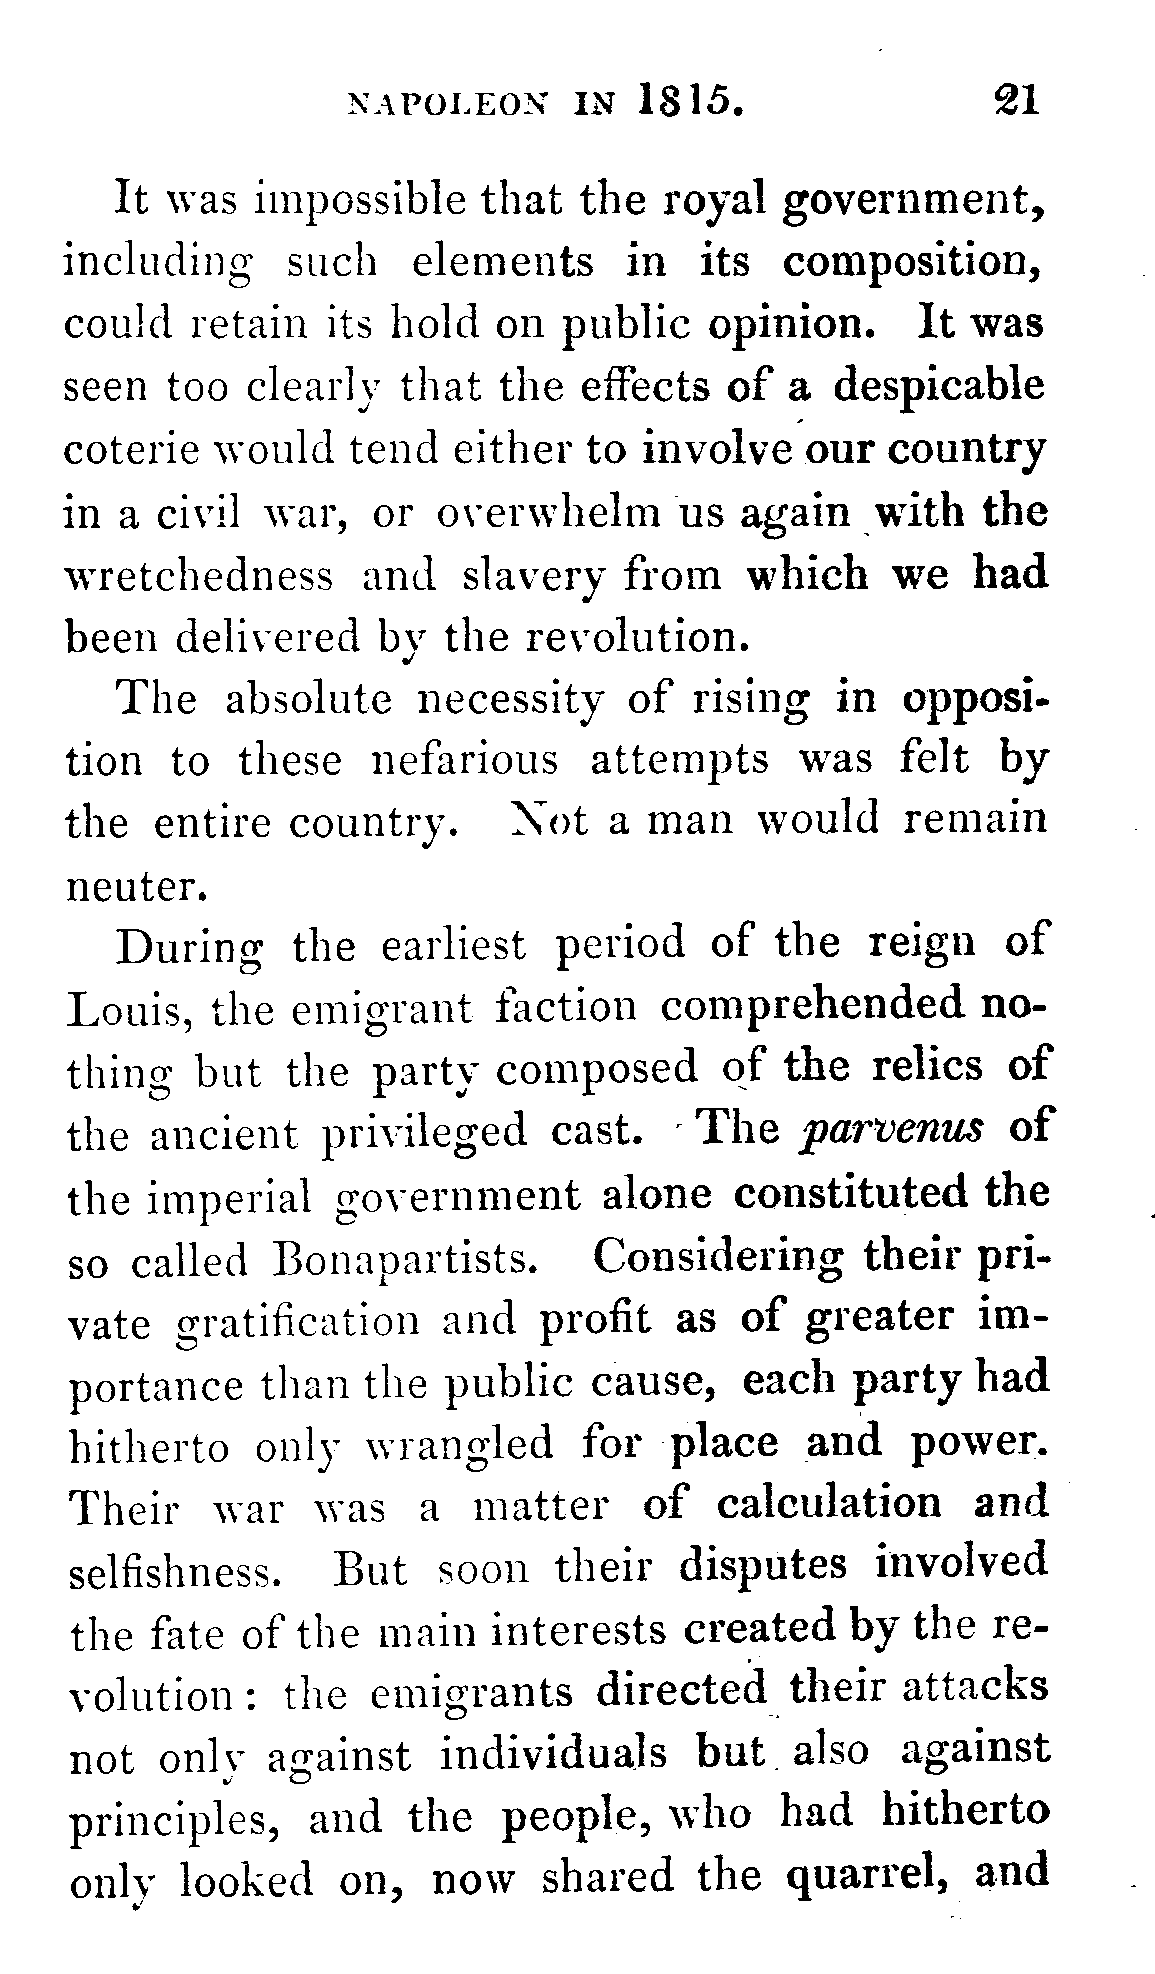 NAPOLEON IN 1815. 21
It was impossible that the royal government,
including such elements in its composition,
could retain its hold on public opinion. It was
seen too clearly that the effects of a despicable
coterie would tend either to involve our country
in a civil war, or overwhelm us again with the
wretchedness and slavery from which we had
been delivered by the revolution.
The absolute necessity of rising in opposi-
tion to these nefarious attempts was felt by
the entire country. Not a man would remain
neuter.
During the earliest period of the reign of
Louis, the emigrant faction comprehended no-
thing but the party composed of the relics of
the ancient privileged cast. The parvenus of
the imperial government alone constituted the
so called Bonapartists. Considering their pri-
vate gratification and profit as of greater im-
portance than the public cause, each party had
hitherto only wrangled for place and power.
Their war was a matter of calculation and
selfishness. But soon their disputes involved
the fate of the main interests created by the re-
volution : the emigrants directed their attacks
not only against individuals but also against
principles, and the people, who had hitherto
only looked on, now shared the quarrel, and